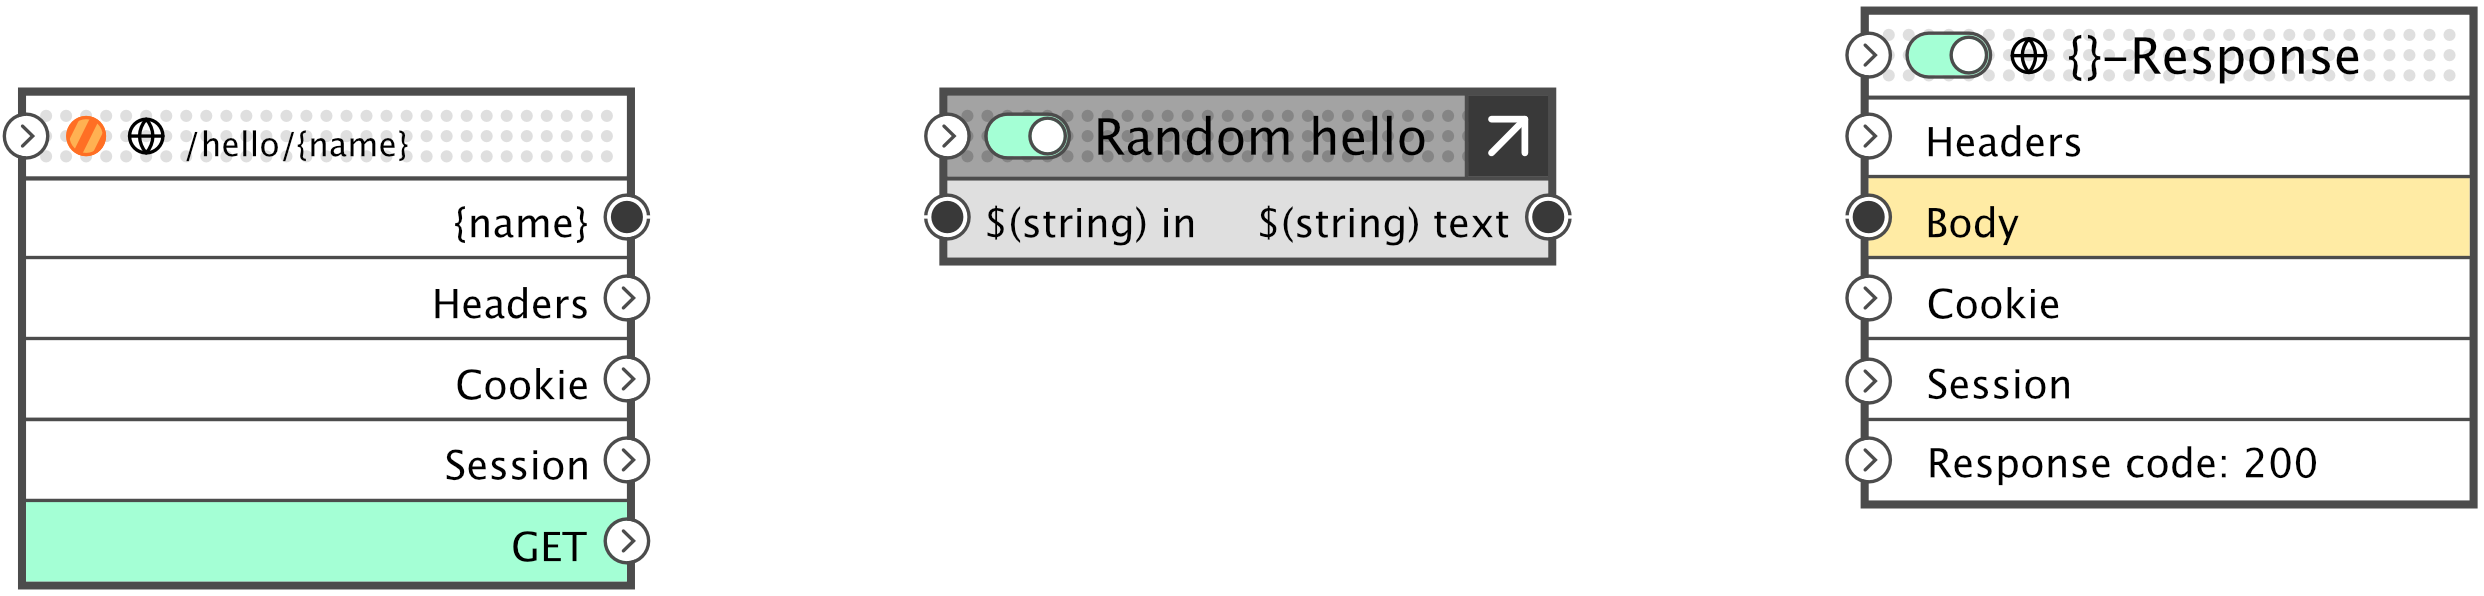 /hello/{name}
{name}
Headers
Cookie
Session
GET
Random hello
$(string) in $(string) text
{}-Response
Headers
Body
Cookie
Session
Response code: 200